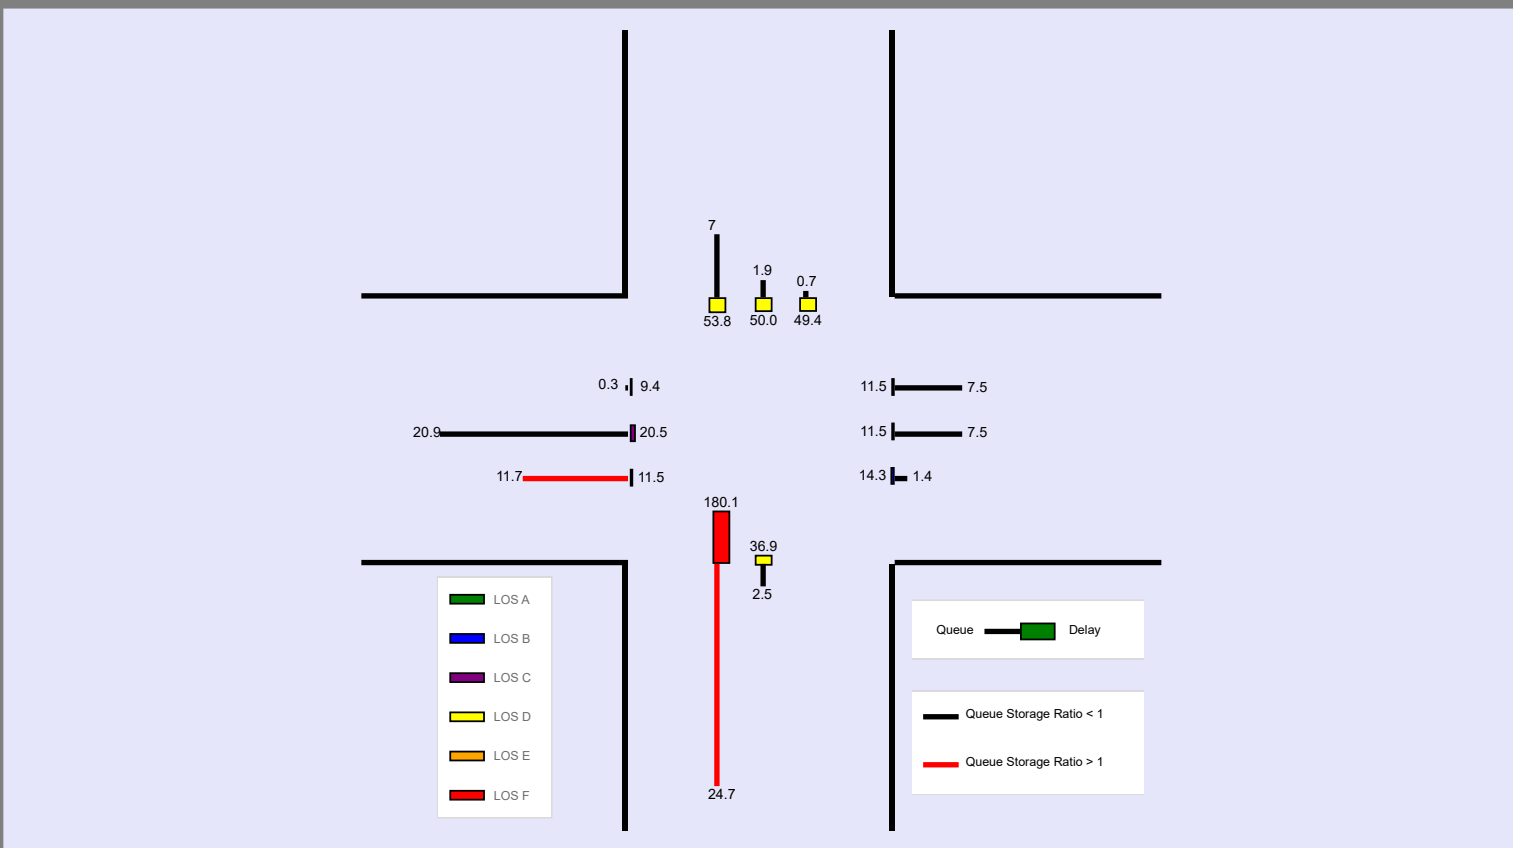 7
1.9
0.7
53.8
50.0
49.4
0.3
9.4
11.5
7.5
20.9
20.5
11.5
7.5
11.7
11.5
14.3
1.4
180.1
36.9
2.5
24.7
LOS A
LOS B
LOS C
LOS D
LOS E
LOS F
Queue
Delay
Queue Storage Ratio < 1
Queue Storage Ratio > 1